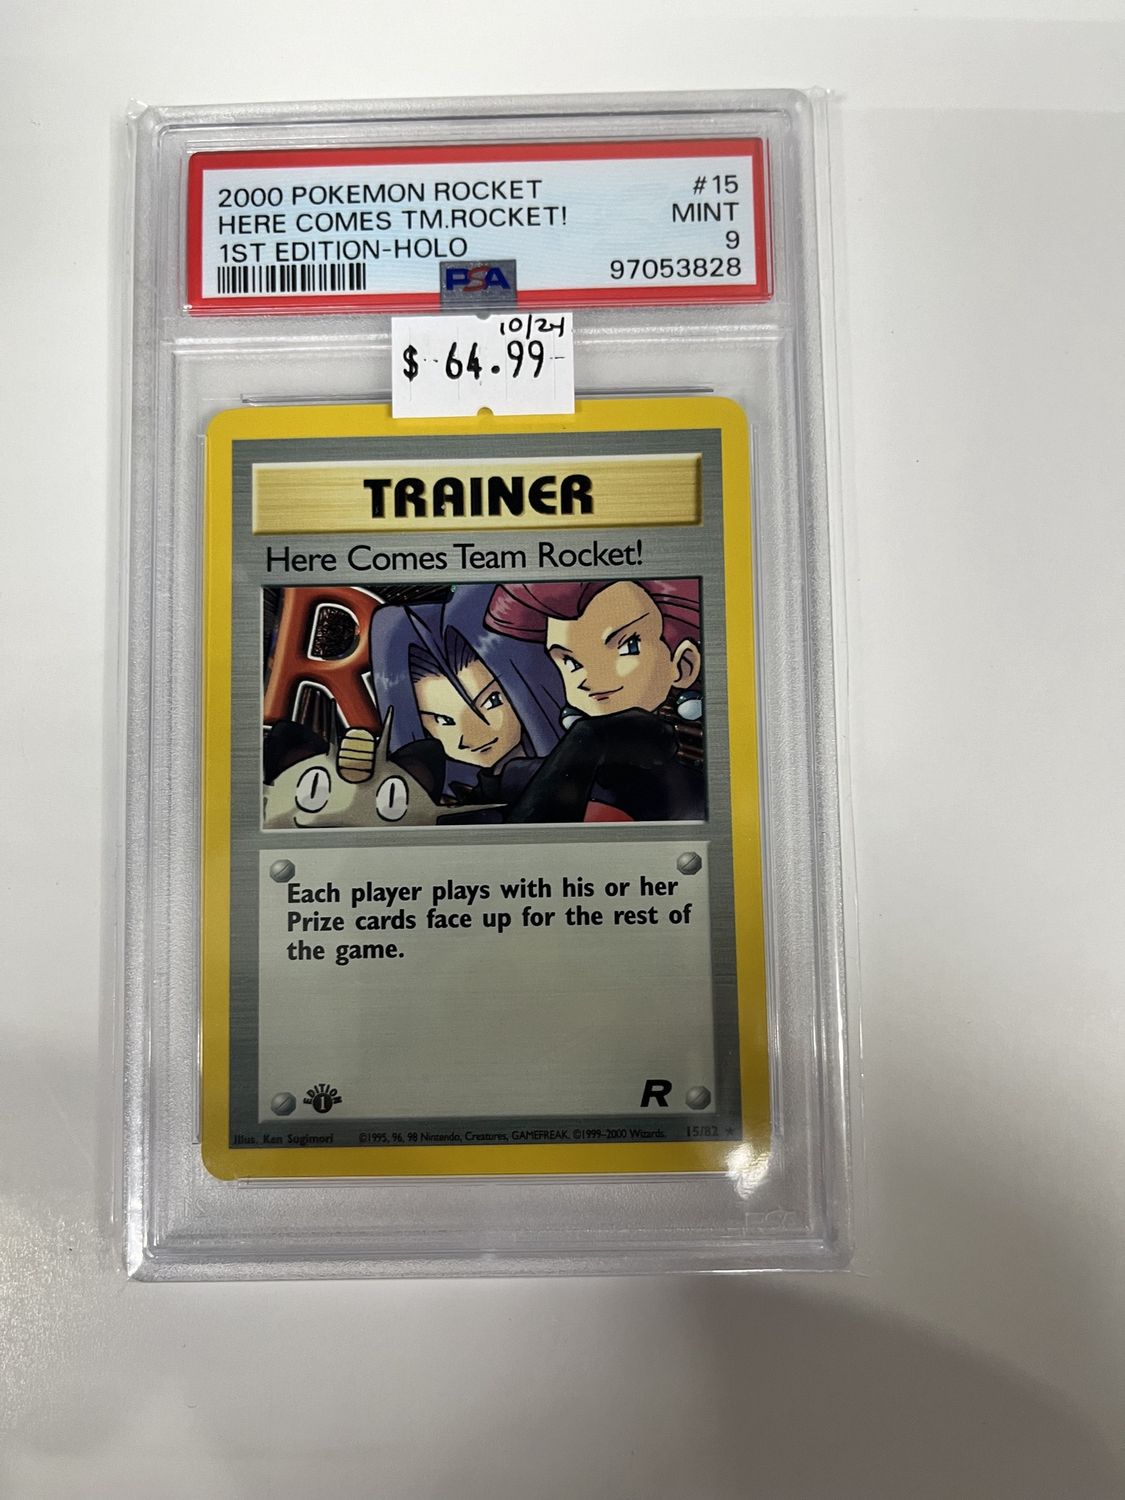 2000 POKEMON ROCKET #15
HERE COMES TM.ROCKET! MINT
1ST EDITION-HOLO 9
97053828
PSA
10/24
$ 64.99
TRAINER
Here Comes Team Rocket!
R
Each player plays with his or her
Prize cards face up for the rest of
the game.
EDITION
1
R
Illus. Ken Sugimori ©1995, 96, 98 Nintendo, Creatures, GAMEFREAK. ©1999-2000 Wizards. 15/82 ★